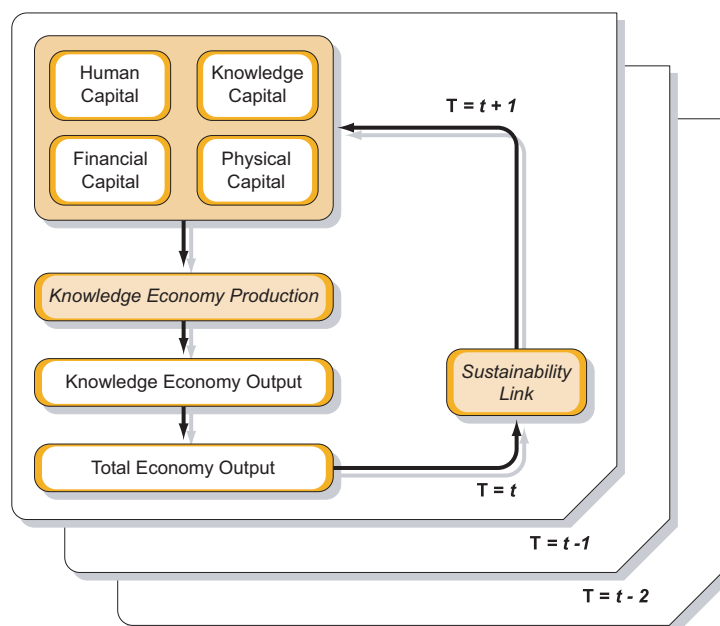 Human
Capital
Knowledge
Capital
Financial
Capital
Physical
Capital
T = t + 1
Knowledge Economy Production
Knowledge Economy Output
Sustainability
Link
Total Economy Output
T = t
T = t -1
T = t - 2